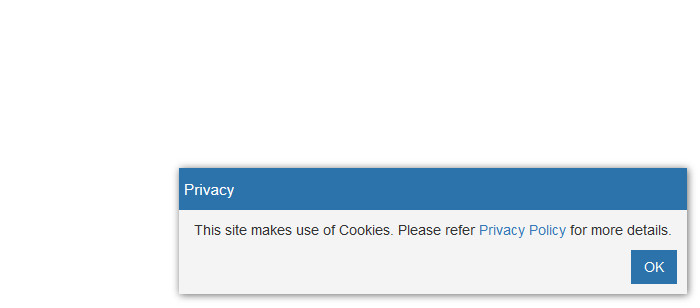 Privacy
This site makes use of Cookies. Please refer Privacy Policy for more details.
OK